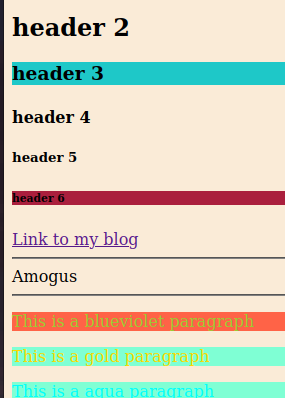 header 2
header 3
header 4
header 5
header 6
Link to my blog
Amogus
This is a blueviolet paragraph
This is a gold paragraph
This is a aqua paragraph